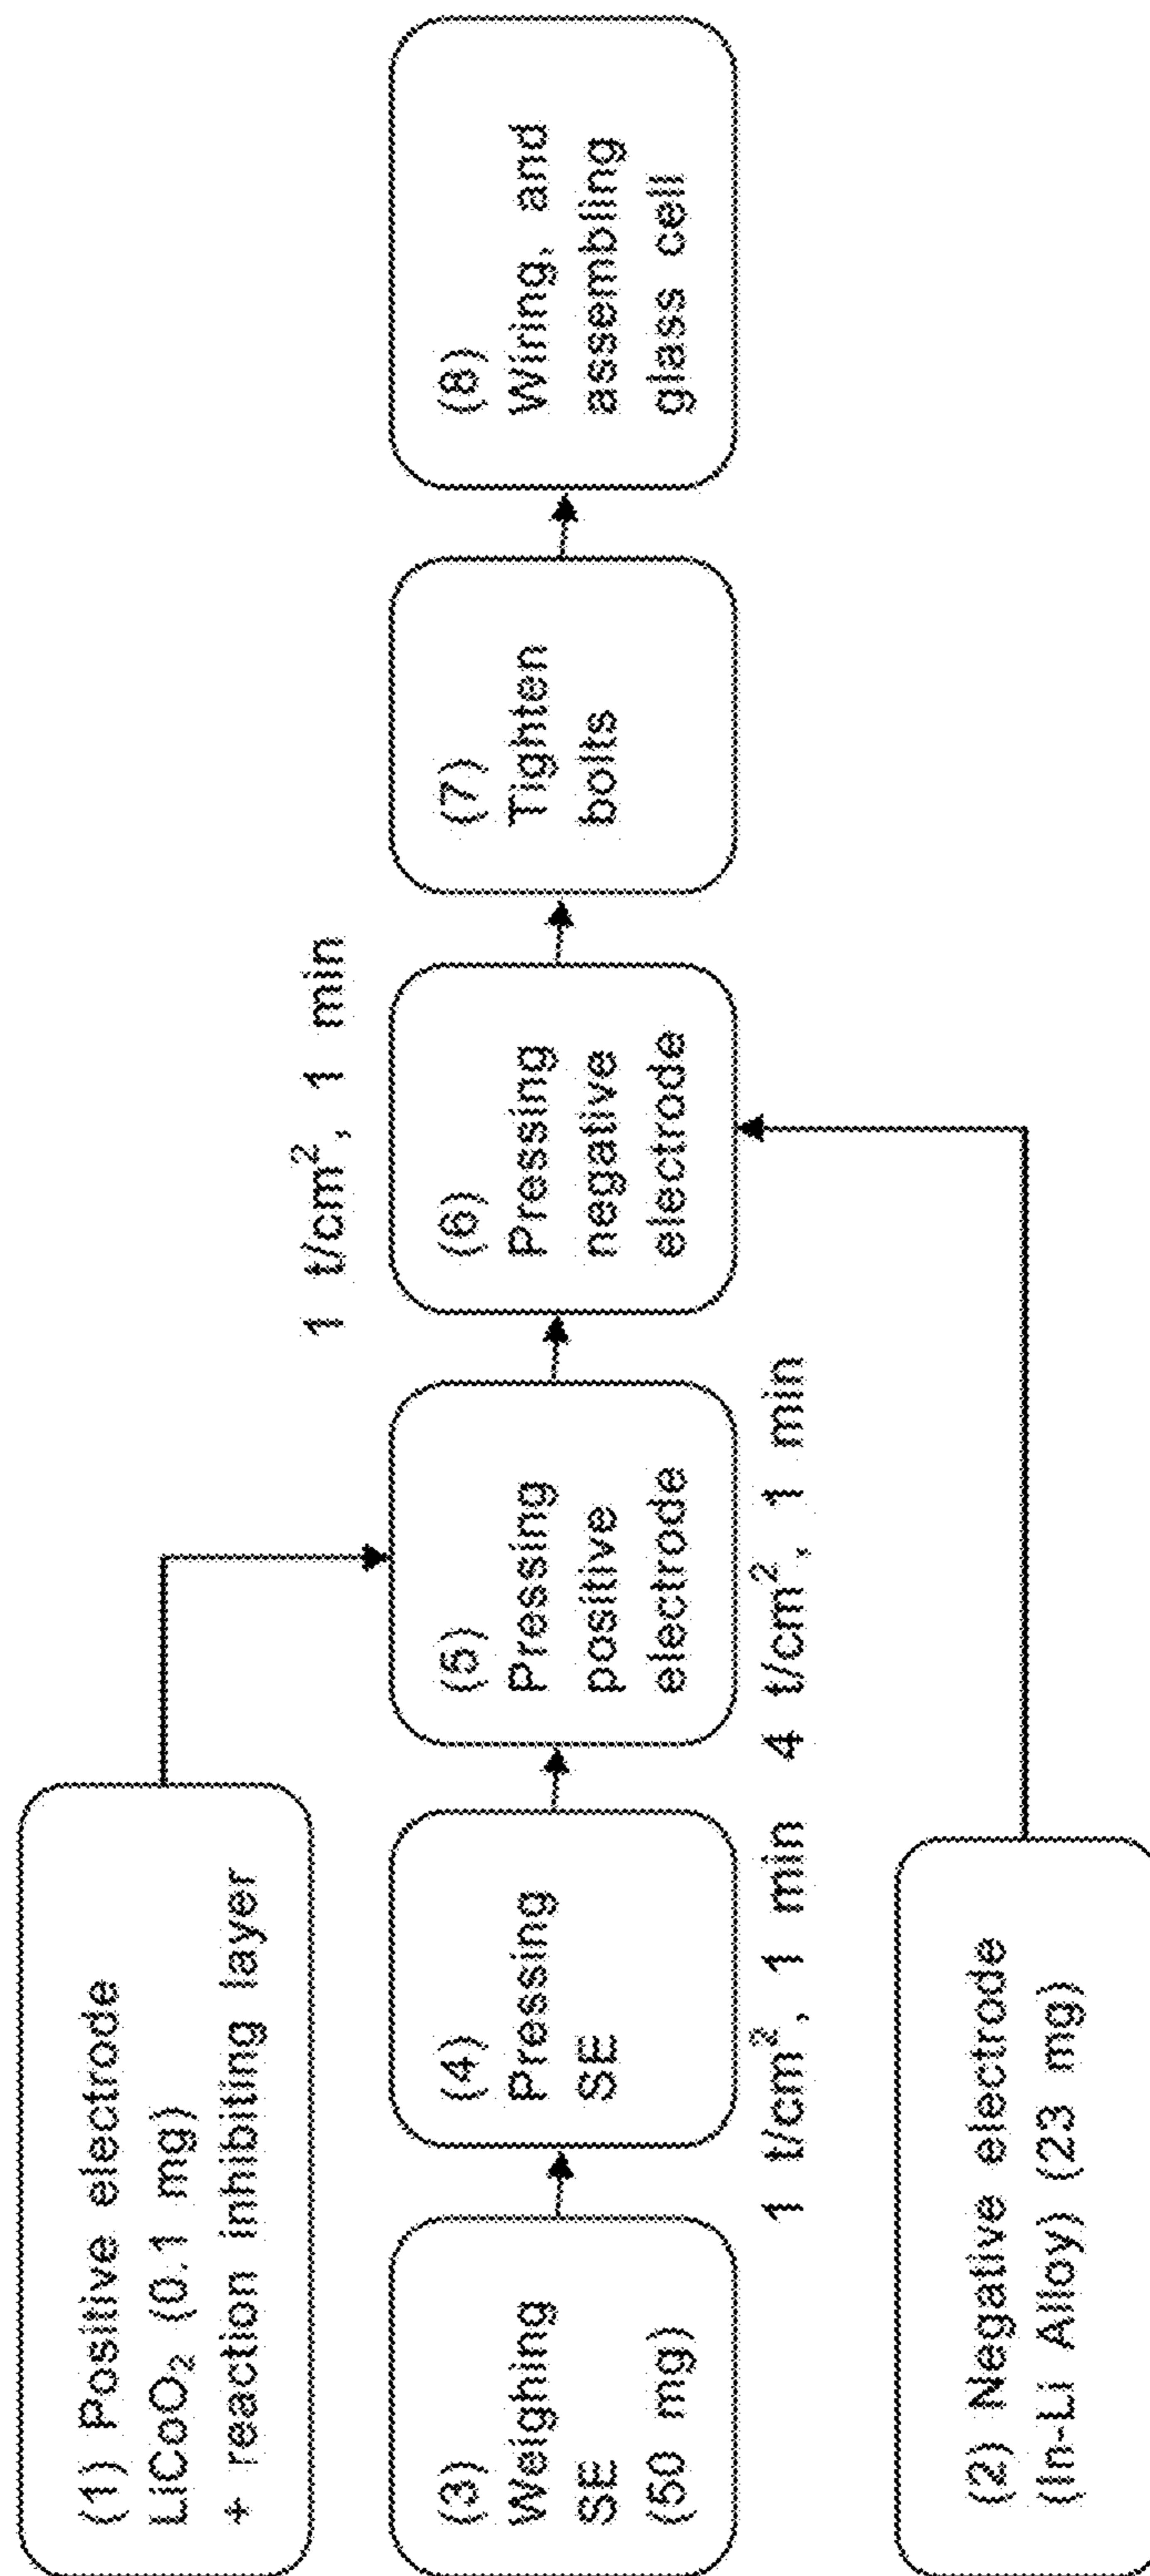 (1) Positive electrode
LiCoO₂ (0.1 mg)
+ reaction inhibiting layer
1 t/cm², 1 min
(3)
Weighing
SE
(50 mg)
(4)
Pressing
SE
(5)
Pressing
positive
electrode
(6)
Pressing
negative
electrode
(7)
Tighten
bolts
(8)
Wiring, and
assembling
glass cell
1 t/cm², 1 min
4 t/cm², 1 min
(2) Negative electrode
(In-Li Alloy) (23 mg)